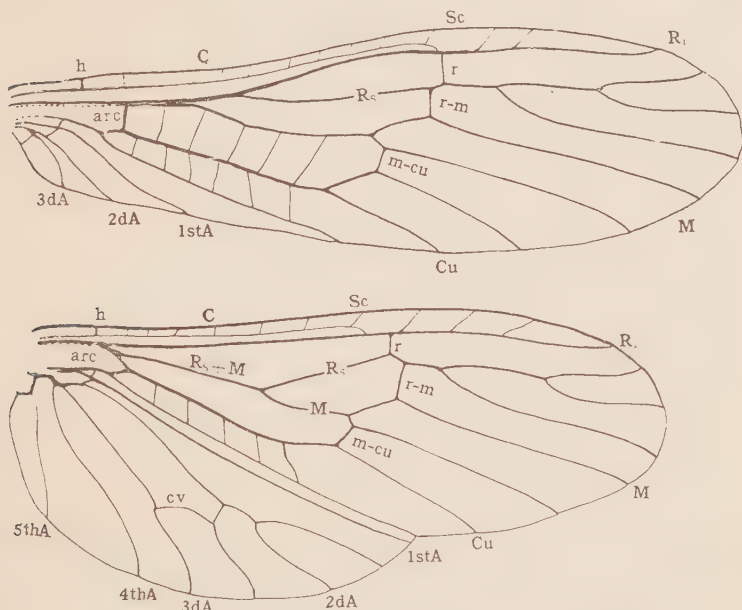 Sc
R₁
C
h
r
Rs
r-m
arc
m-cu
3dA
2dA
1stA
M
Cu
Sc
h
C
R₁
r
arc
Rs+M
Rs
r-m
M
m-cu
M
cv
5thA
Cu
1stA
4thA
3dA
2dA